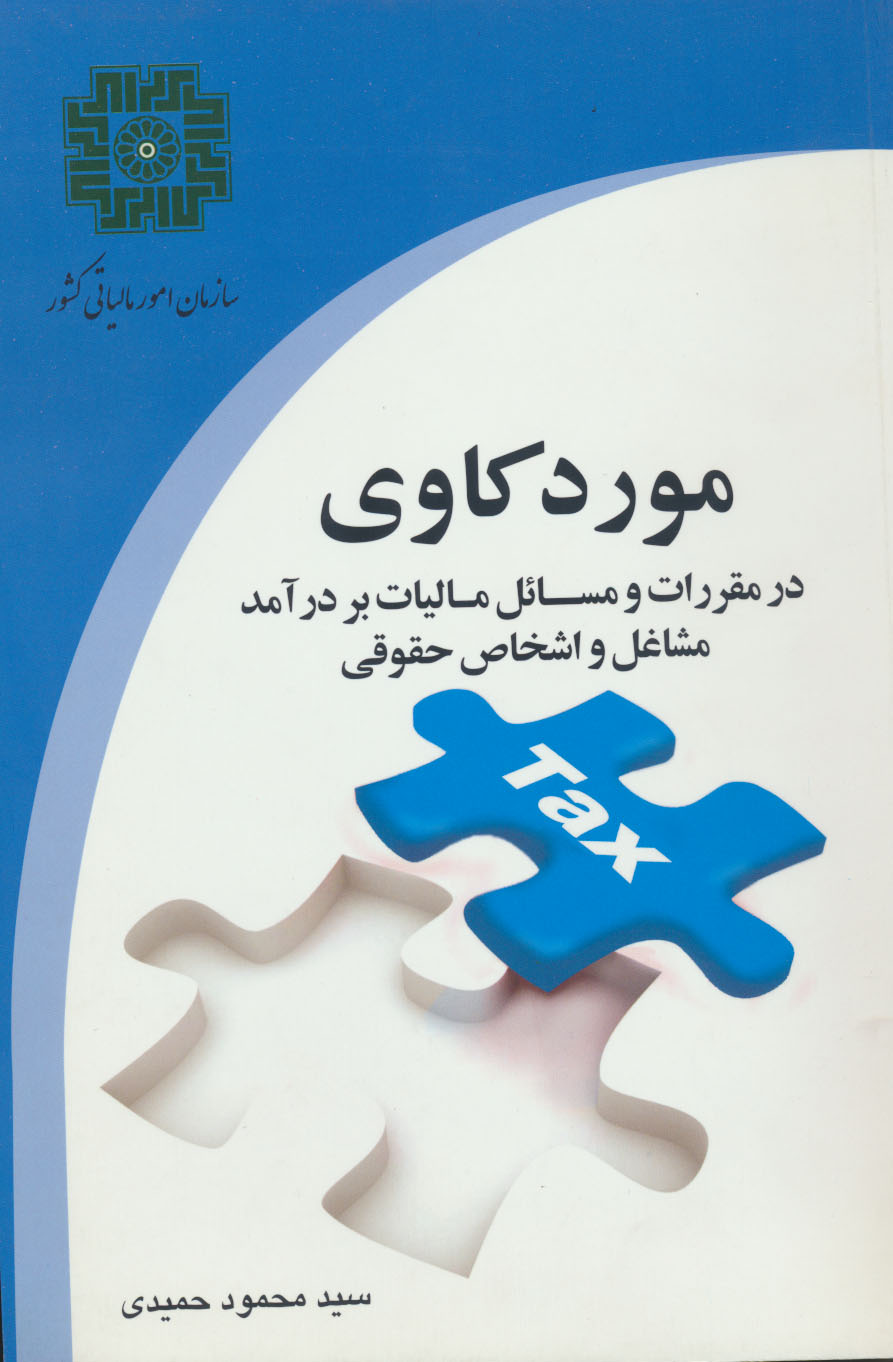 سازمان امور مالیاتی کشور
مورد کاوی
در مقررات و مسائل مالیات بر درآمد
مشاغل و اشخاص حقوقی
Tax
سید محمود حمیدی